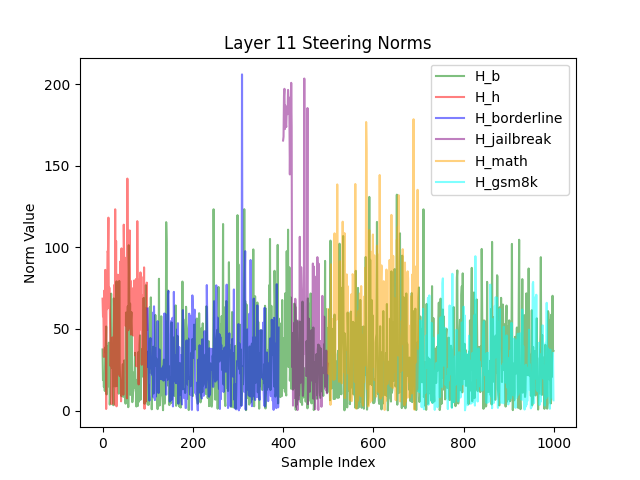 Layer 11 Steering Norms
200
150
100
50
0
Norm Value
H_b
H_h
H_borderline
H_jailbreak
H_math
H_gsm8k
0 200 400 600 800 1000
Sample Index